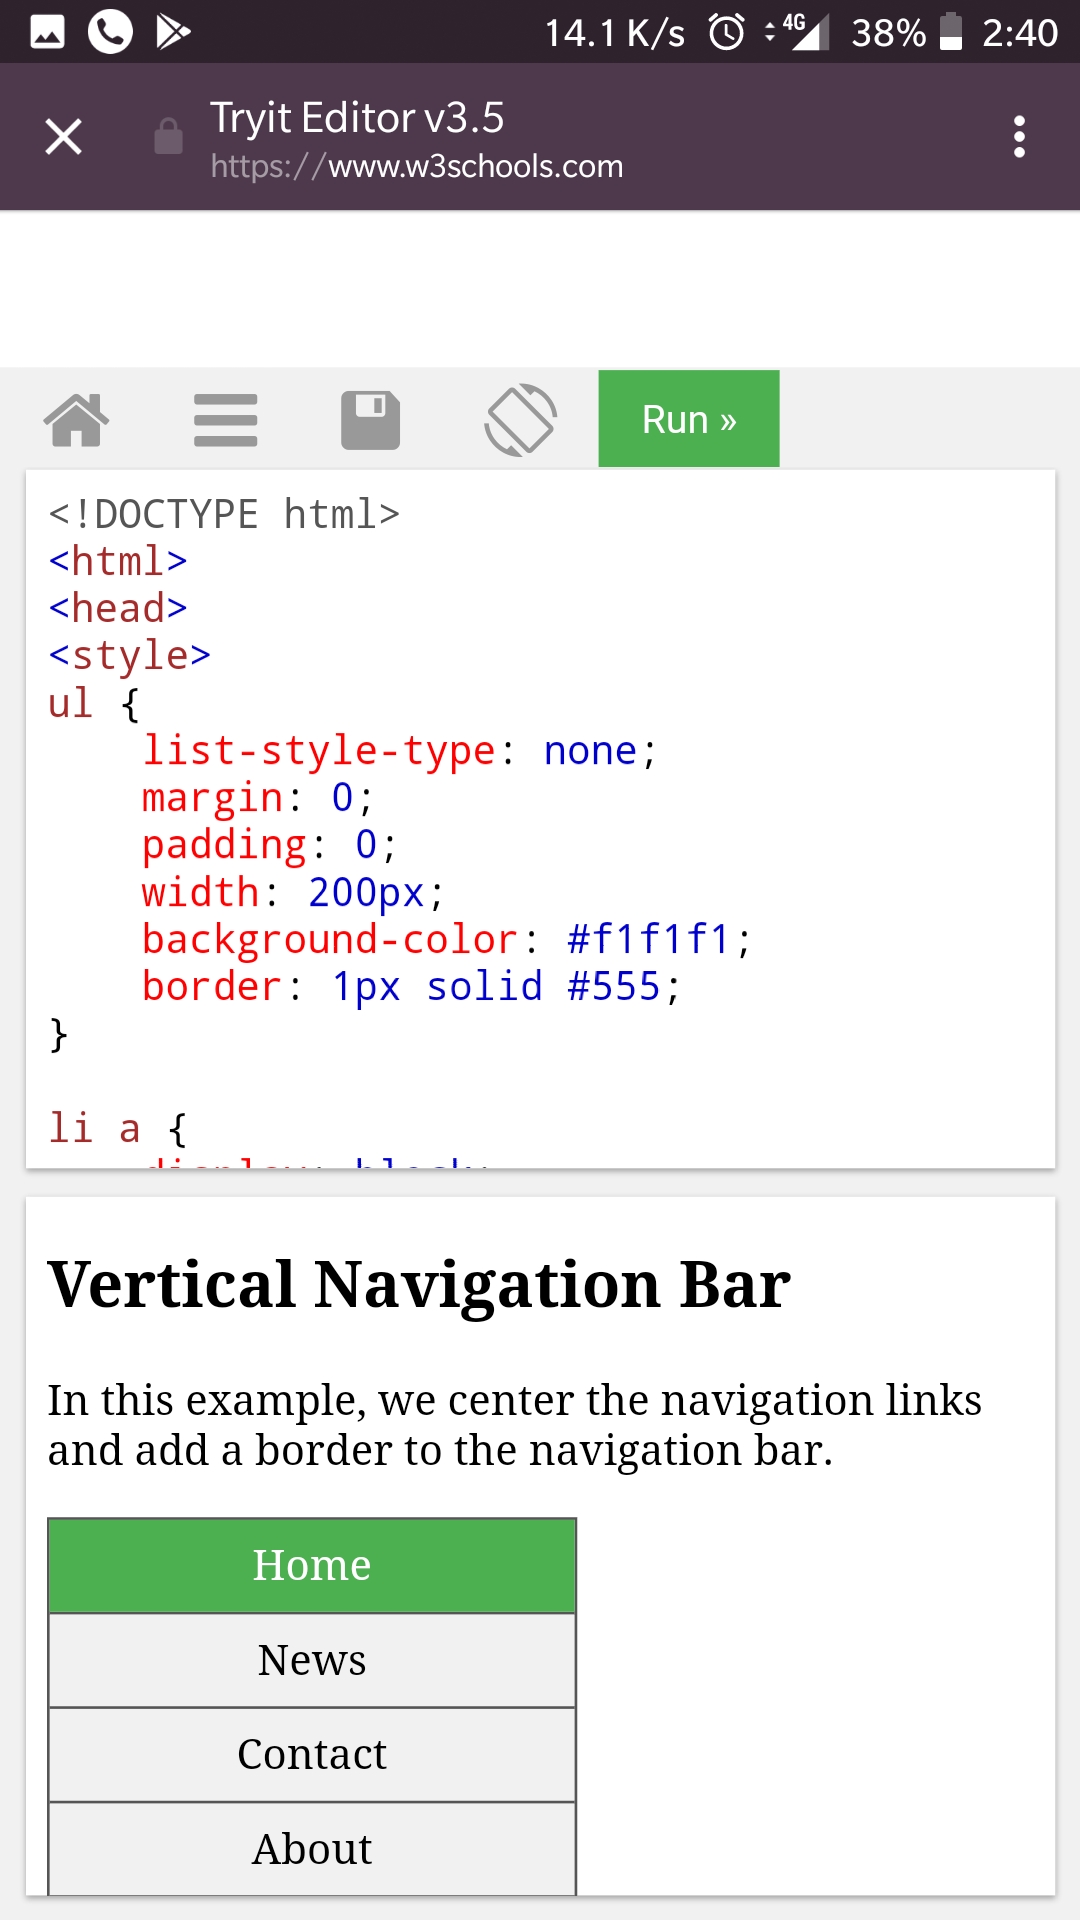 14.1 K/s 4G 38% 2:40
Tryit Editor v3.5
https://www.w3schools.com
Run »
<!DOCTYPE html>
<html>
<head>
<style>
ul {
    list-style-type: none;
    margin: 0;
    padding: 0;
    width: 200px;
    background-color: #f1f1f1;
    border: 1px solid #555;
}
li a {
    display: block;
Vertical Navigation Bar
In this example, we center the navigation links
and add a border to the navigation bar.
Home
News
Contact
About